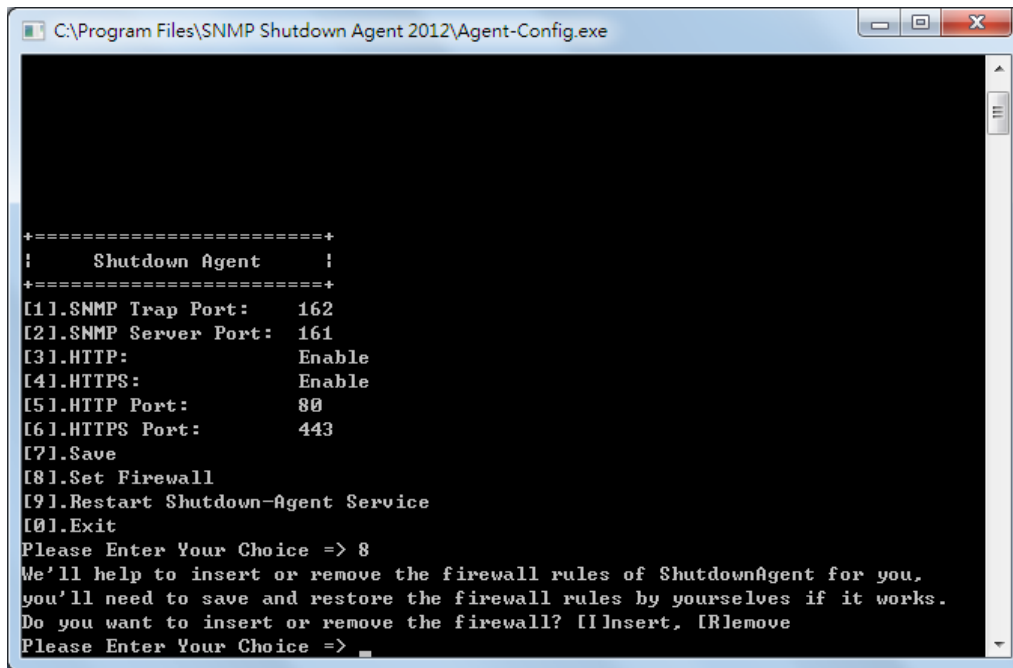 C:\Program Files\SNMP Shutdown Agent 2012\Agent-Config.exe
+========================+
¦     Shutdown Agent     ¦
+========================+
[1].SNMP Trap Port:    162
[2].SNMP Server Port:  161
[3].HTTP:              Enable
[4].HTTPS:             Enable
[5].HTTP Port:         80
[6].HTTPS Port:        443
[7].Save
[8].Set Firewall
[9].Restart Shutdown-Agent Service
[0].Exit
Please Enter Your Choice => 8
We'll help to insert or remove the firewall rules of ShutdownAgent for you,
you'll need to save and restore the firewall rules by yourselves if it works.
Do you want to insert or remove the firewall? [I]nsert, [R]emove
Please Enter Your Choice => _